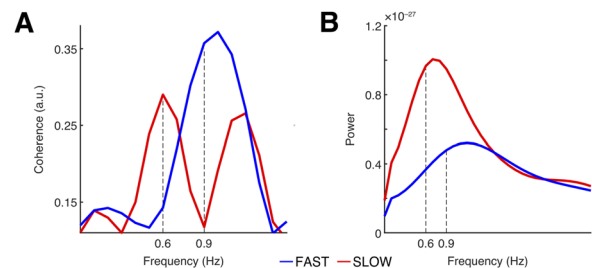 A
B
×10⁻²⁷
Coherence (a.u.)
0.35
0.25
0.15
0.6 0.9
Frequency (Hz)
Power
1.2
0.8
0.4
0
0.6 0.9
Frequency (Hz)
FAST SLOW